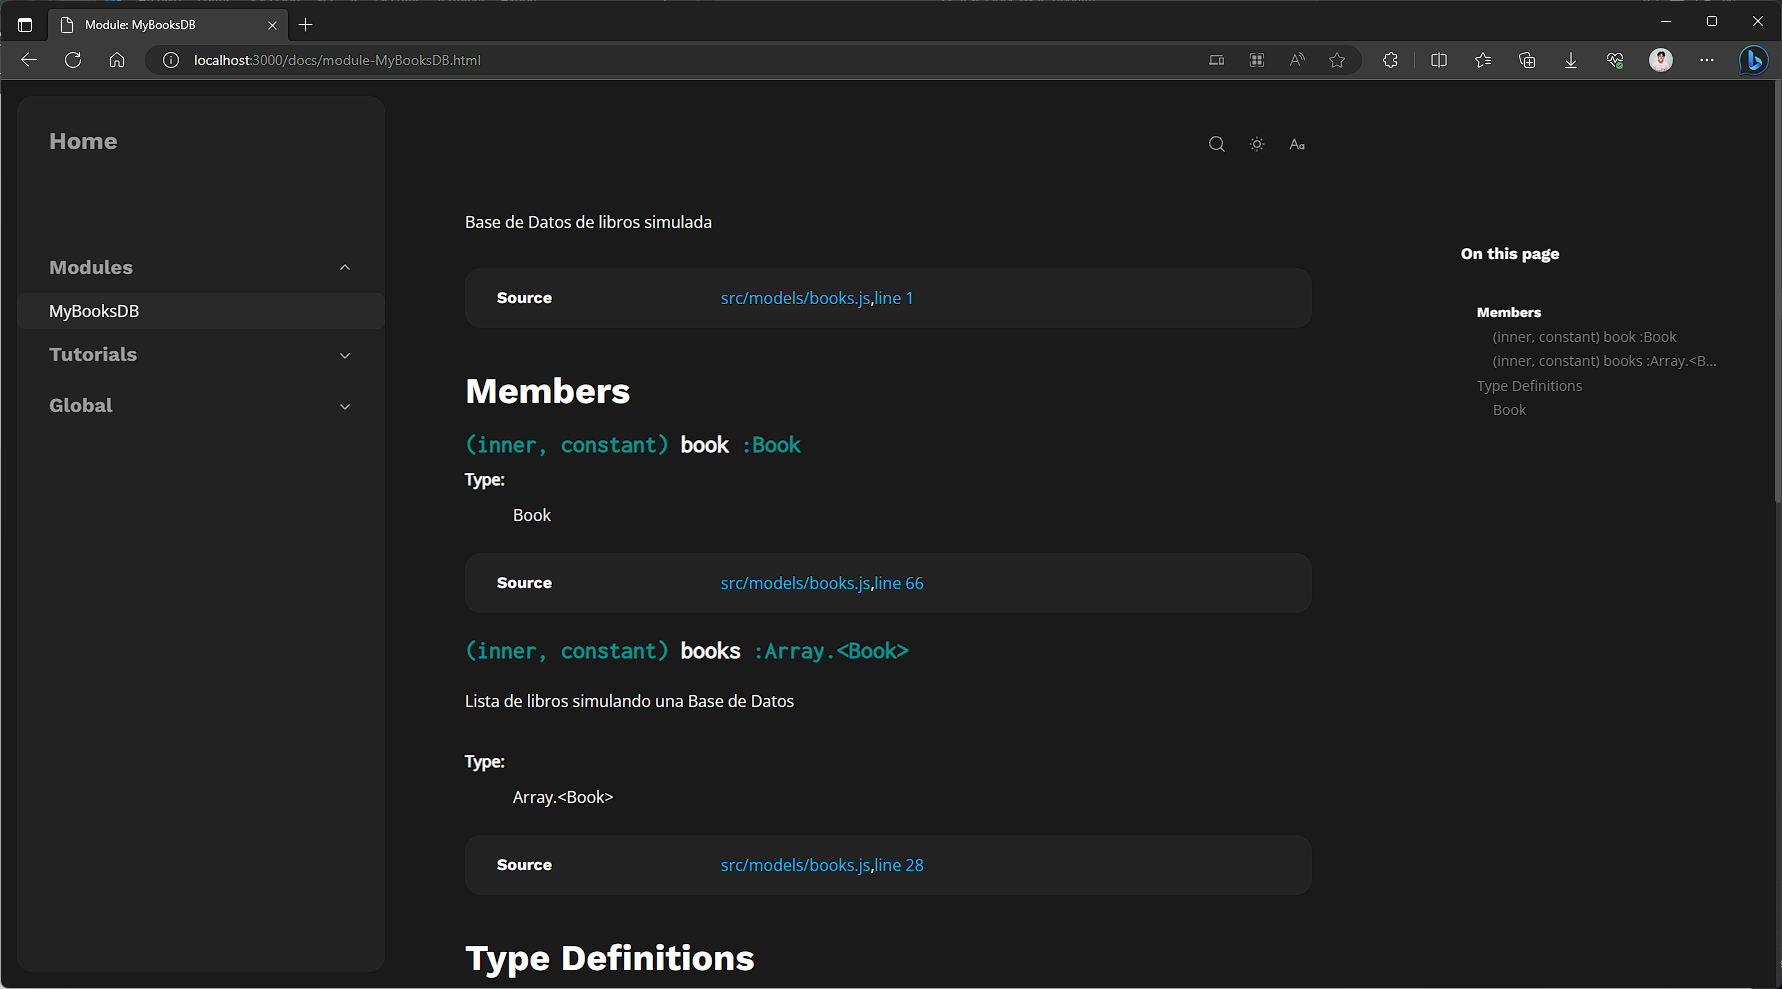 Module: MyBooksDB
localhost:3000/docs/module-MyBooksDB.html
Home
Modules
MyBooksDB
Tutorials
Global
Aa
Base de Datos de libros simulada
Source src/models/books.js,line 1
Members
(inner, constant) book :Book
Type:
Book
Source src/models/books.js,line 66
(inner, constant) books :Array.<Book>
Lista de libros simulando una Base de Datos
Type:
Array.<Book>
Source src/models/books.js,line 28
Type Definitions
On this page
Members
(inner, constant) book :Book
(inner, constant) books :Array.<B...
Type Definitions
Book